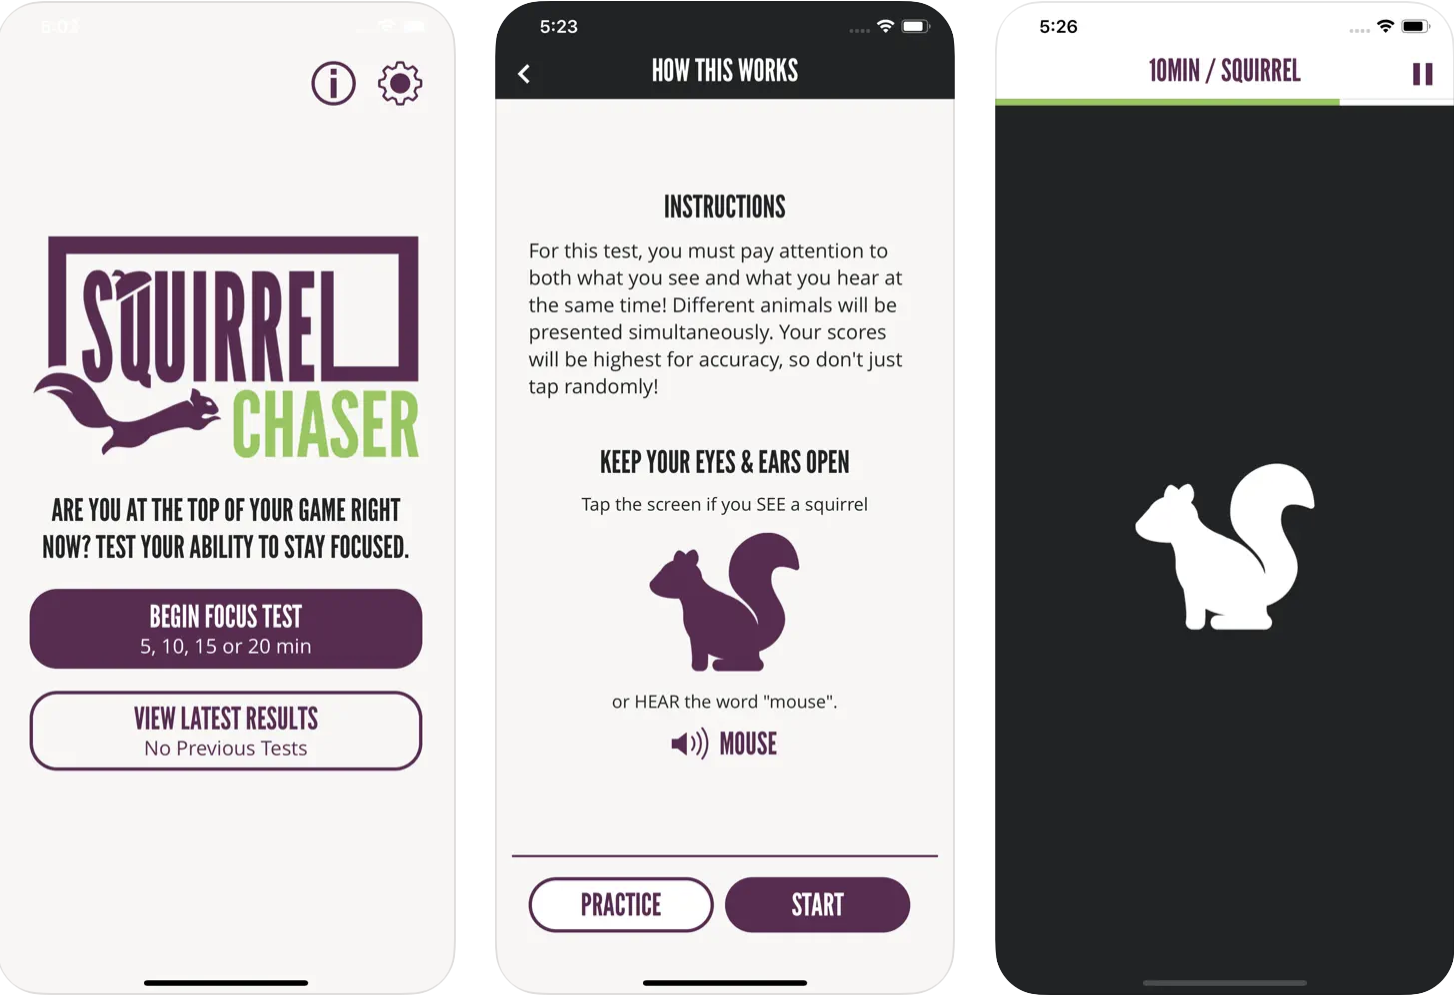 5:02
SQUIRREL
CHASER
ARE YOU AT THE TOP OF YOUR GAME RIGHT
NOW? TEST YOUR ABILITY TO STAY FOCUSED.
BEGIN FOCUS TEST
5, 10, 15 or 20 min
VIEW LATEST RESULTS
No Previous Tests
5:23
HOW THIS WORKS
INSTRUCTIONS
For this test, you must pay attention to
both what you see and what you hear at
the same time! Different animals will be
presented simultaneously. Your scores
will be highest for accuracy, so don't just
tap randomly!
KEEP YOUR EYES & EARS OPEN
Tap the screen if you SEE a squirrel
or HEAR the word "mouse".
MOUSE
PRACTICE
START
5:26
10MIN / SQUIRREL